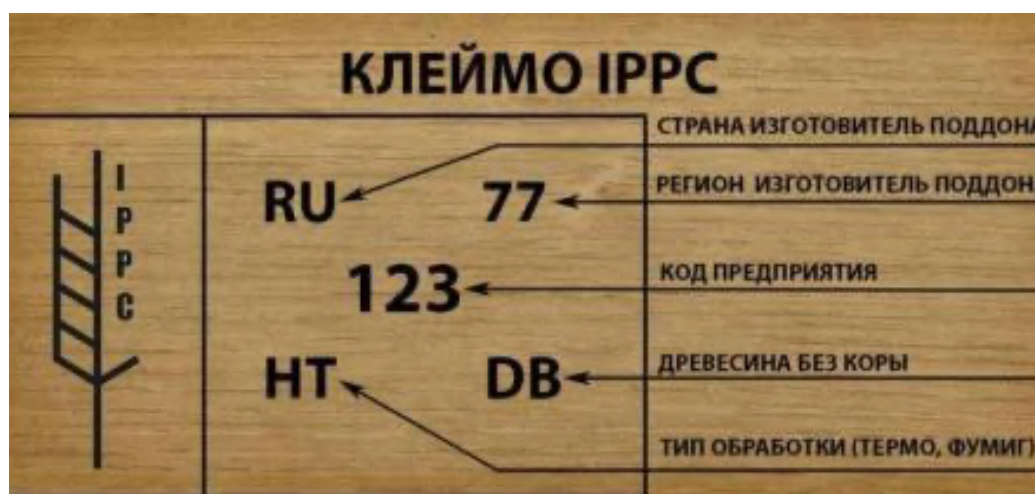 КЛЕЙМО IPPC
СТРАНА ИЗГОТОВИТЕЛЬ ПОДДОНА
IPPC
RU 77
РЕГИОН ИЗГОТОВИТЕЛЬ ПОДДОН
123
КОД ПРЕДПРИЯТИЯ
HT DB
ДРЕВЕСИНА БЕЗ КОРЫ
ТИП ОБРАБОТКИ (ТЕРМО, ФУМИГ)